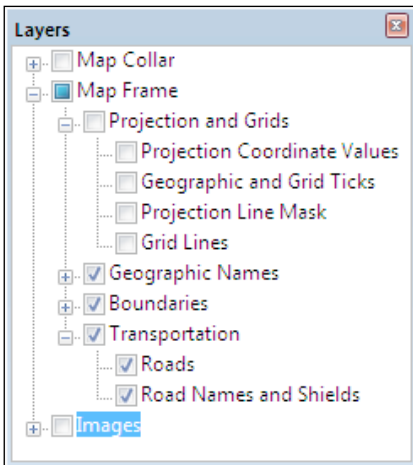 Layers
Map Collar
Map Frame
Projection and Grids
Projection Coordinate Values
Geographic and Grid Ticks
Projection Line Mask
Grid Lines
Geographic Names
Boundaries
Transportation
Roads
Road Names and Shields
Images